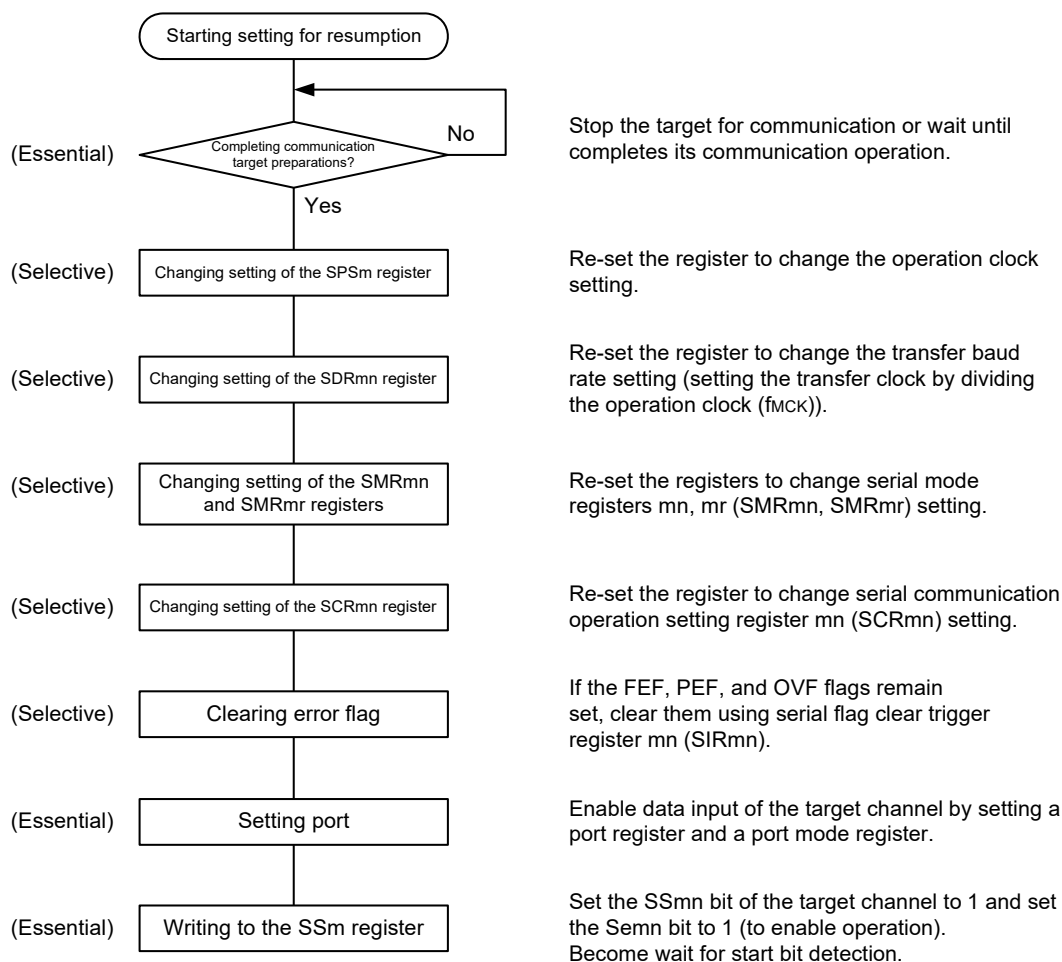 Starting setting for resumption
(Essential)
Completing communication
target preparations?
No
Stop the target for communication or wait until
completes its communication operation.
Yes
(Selective)
Changing setting of the SPSm register
Re-set the register to change the operation clock
setting.
(Selective)
Changing setting of the SDRmn register
Re-set the register to change the transfer baud
rate setting (setting the transfer clock by dividing
the operation clock (fMCK)).
(Selective)
Changing setting of the SMRmn
and SMRmr registers
Re-set the registers to change serial mode
registers mn, mr (SMRmn, SMRmr) setting.
(Selective)
Changing setting of the SCRmn register
Re-set the register to change serial communication
operation setting register mn (SCRmn) setting.
(Selective)
Clearing error flag
If the FEF, PEF, and OVF flags remain
set, clear them using serial flag clear trigger
register mn (SIRmn).
(Essential)
Setting port
Enable data input of the target channel by setting a
port register and a port mode register.
(Essential)
Writing to the SSm register
Set the SSmn bit of the target channel to 1 and set
the Semn bit to 1 (to enable operation).
Become wait for start bit detection.